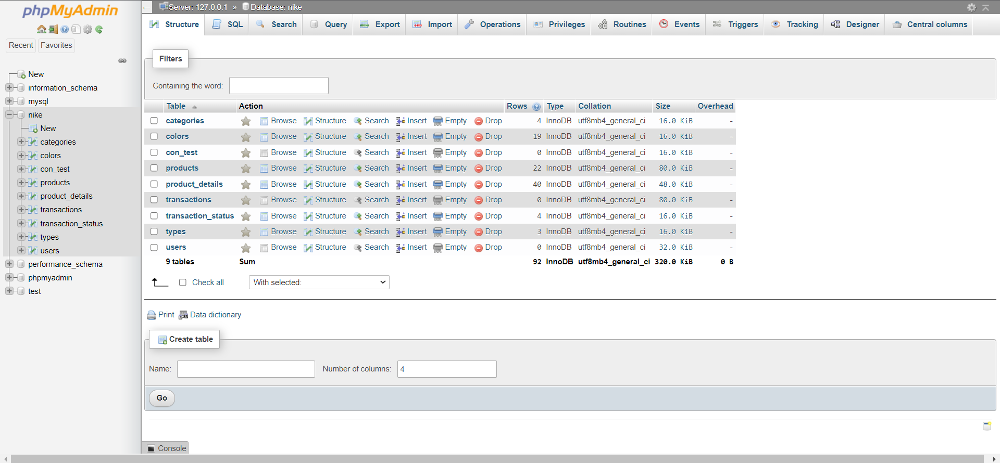 phpMyAdmin
Recent Favorites
New
information_schema
mysql
nike
New
categories
colors
con_test
products
product_details
transactions
transaction_status
types
users
performance_schema
phpmyadmin
test
Server: 127.0.0.1 » Database: nike
Structure SQL Search Query Export Import Operations Privileges Routines Events Triggers Tracking Designer Central columns
Filters
Containing the word:
Table Action Rows Type Collation Size Overhead
categories Browse Structure Search Insert Empty Drop 4 InnoDB utf8mb4_general_ci 16.0 KiB -
colors Browse Structure Search Insert Empty Drop 19 InnoDB utf8mb4_general_ci 16.0 KiB -
con_test Browse Structure Search Insert Empty Drop 0 InnoDB utf8mb4_general_ci 16.0 KiB -
products Browse Structure Search Insert Empty Drop 22 InnoDB utf8mb4_general_ci 80.0 KiB -
product_details Browse Structure Search Insert Empty Drop 40 InnoDB utf8mb4_general_ci 48.0 KiB -
transactions Browse Structure Search Insert Empty Drop 0 InnoDB utf8mb4_general_ci 80.0 KiB -
transaction_status Browse Structure Search Insert Empty Drop 4 InnoDB utf8mb4_general_ci 16.0 KiB -
types Browse Structure Search Insert Empty Drop 3 InnoDB utf8mb4_general_ci 16.0 KiB -
users Browse Structure Search Insert Empty Drop 0 InnoDB utf8mb4_general_ci 32.0 KiB -
9 tables Sum 92 InnoDB utf8mb4_general_ci 320.0 KiB 0 B
Check all With selected:
Print Data dictionary
Create table
Name: Number of columns: 4
Go
Console